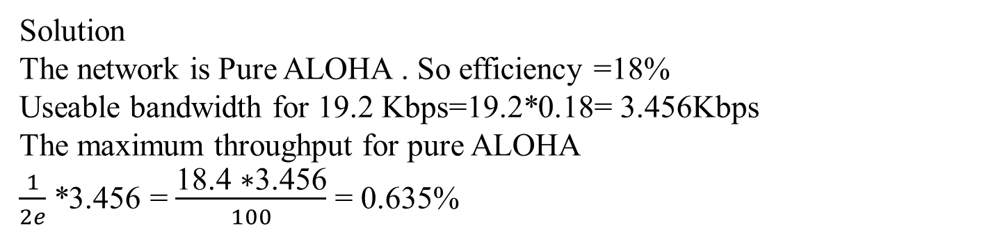 Solution
The network is Pure ALOHA . So efficiency =18%
Useable bandwidth for 19.2 Kbps=19.2*0.18= 3.456Kbps
The maximum throughput for pure ALOHA
1/2e *3.456 = 18.4 *3.456/100 = 0.635%